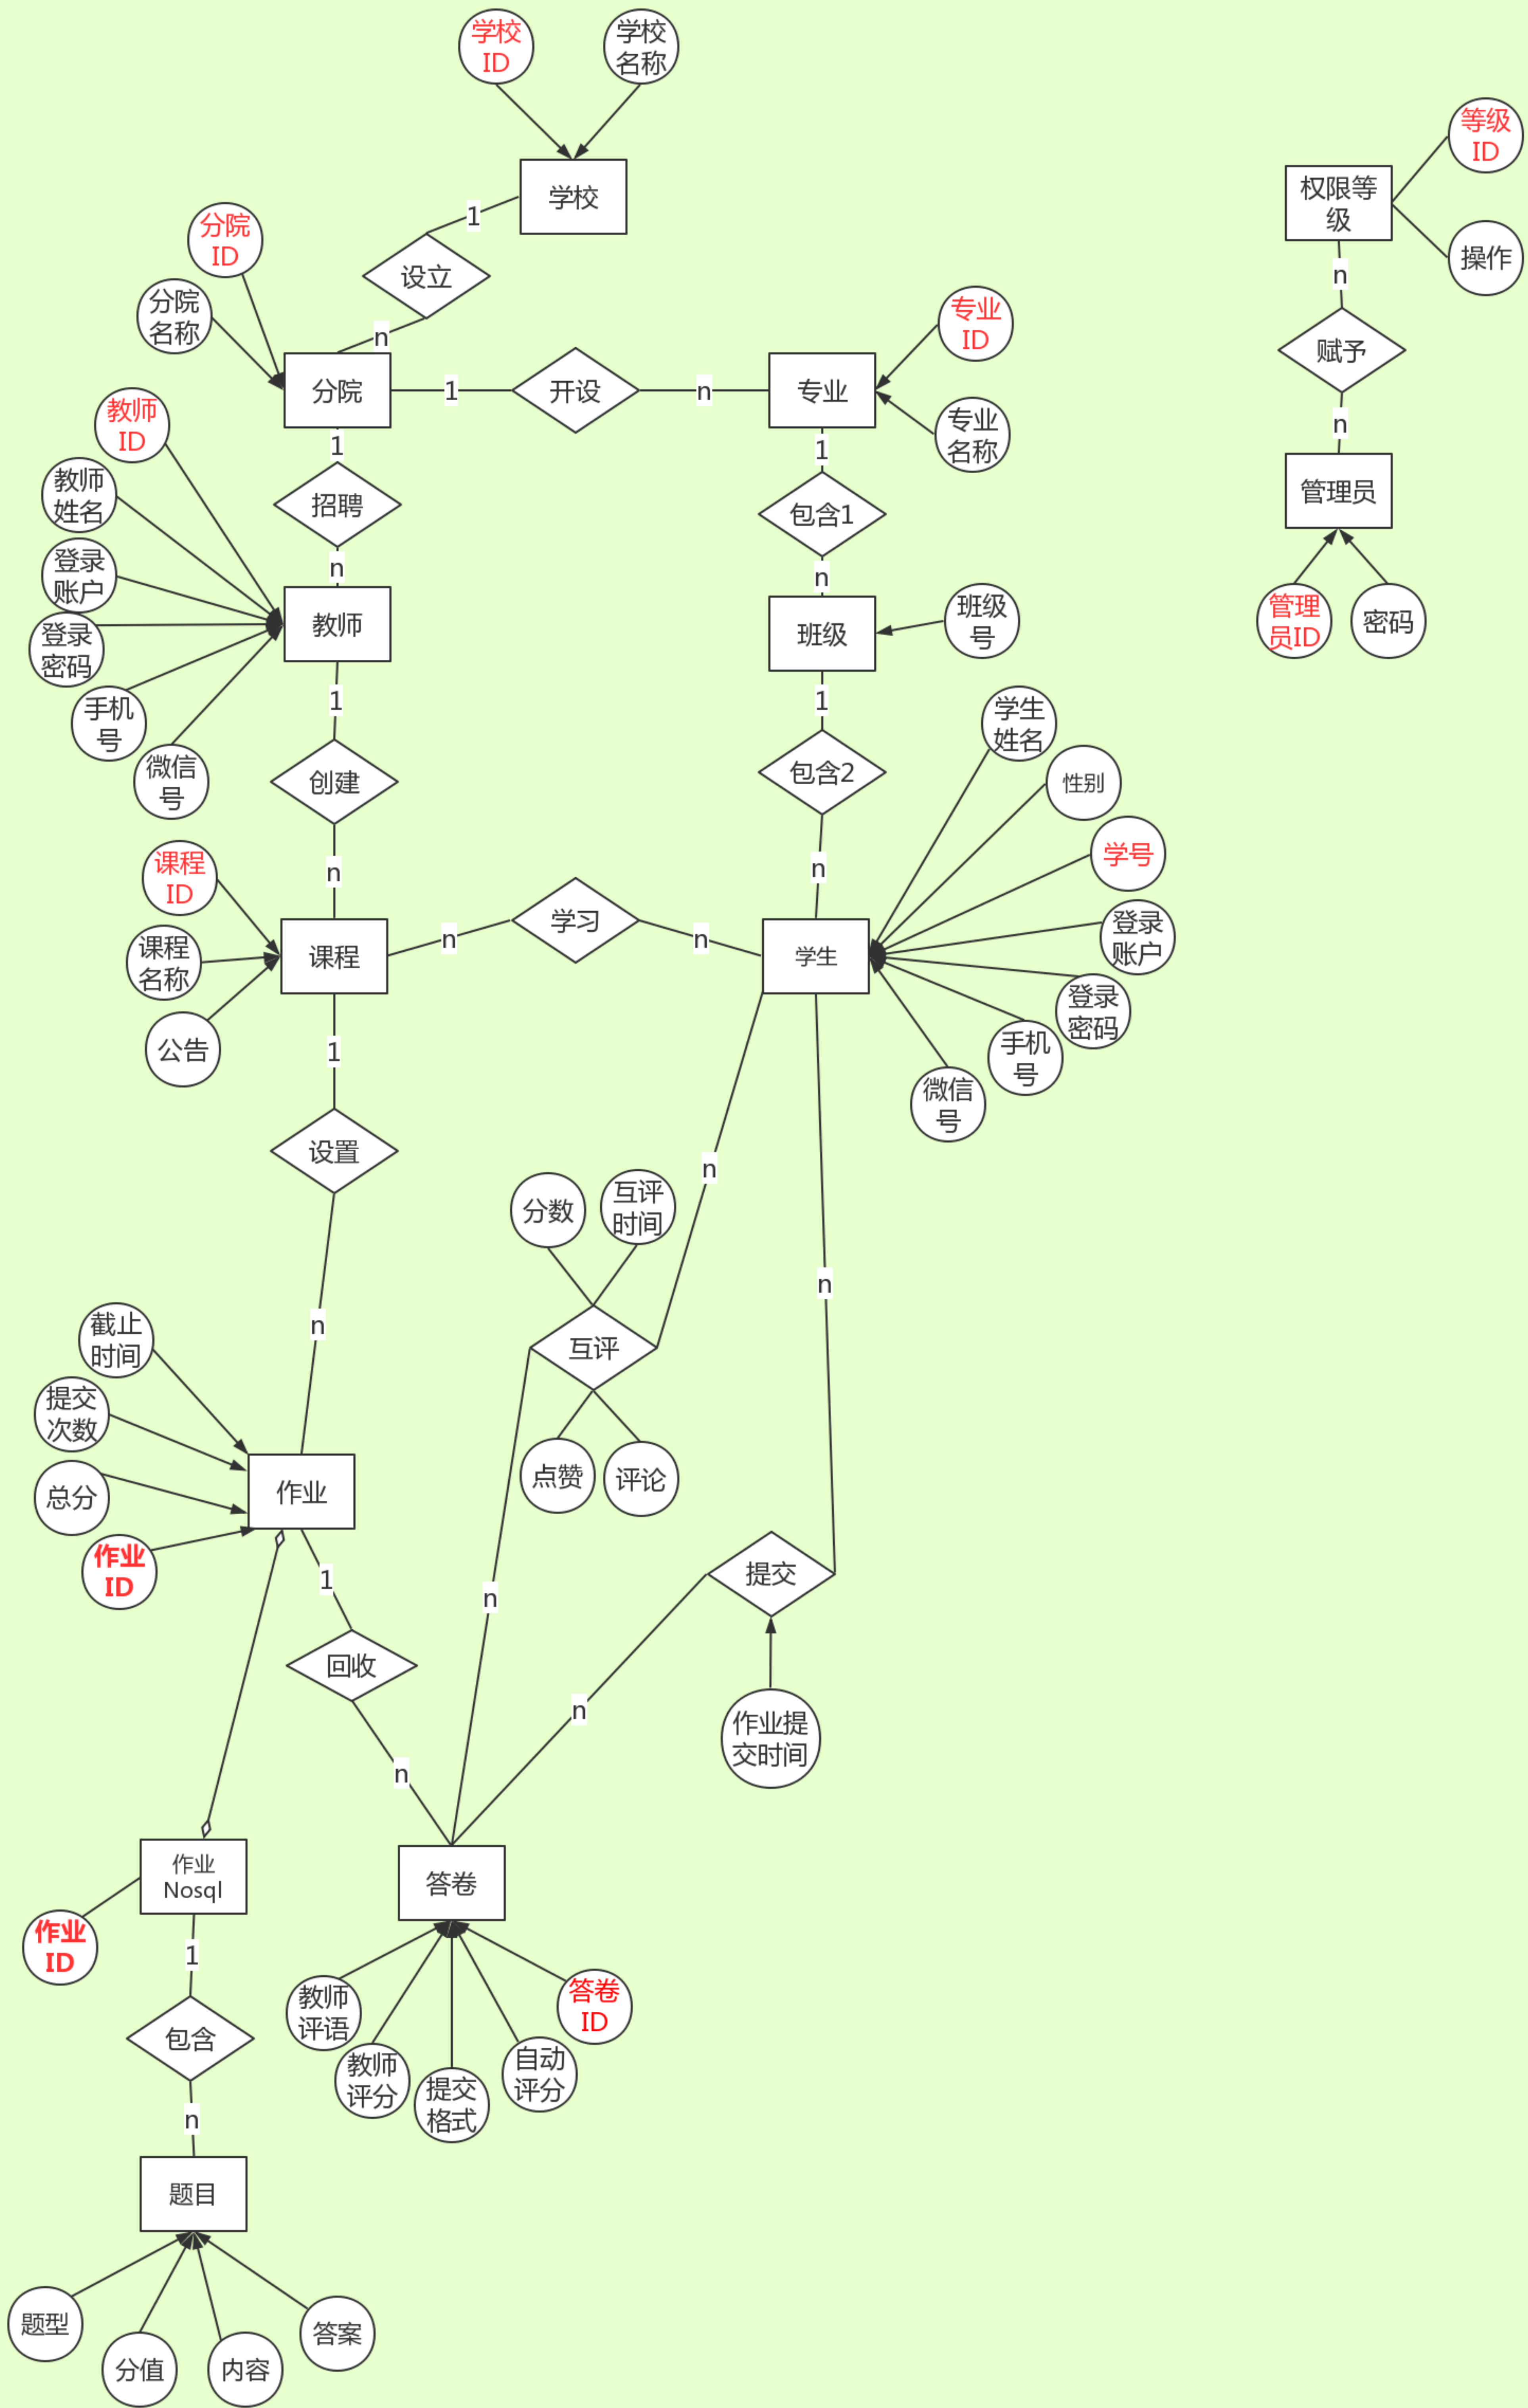 学校
ID
学校
名称
学校
1
设立
n
分院
ID
分院
名称
分院
1
开设
n
专业
专业
ID
专业
名称
等级
ID
权限等
级
操作
n
赋予
n
管理员
管理
员ID
密码
1
招聘
n
教师
ID
教师
姓名
登录
账户
登录
密码
手机
号
微信
号
教师
1
包含1
n
班级
班级
号
1
包含2
n
学生
学生
姓名
性别
学号
登录
账户
登录
密码
手机
号
微信
号
1
创建
n
课程
ID
课程
名称
公告
课程
n
学习
n
1
设置
n
分数
互评
时间
n
互评
点赞
评论
n
n
提交
作业提
交时间
n
截止
时间
提交
次数
总分
作业
ID
作业
1
回收
n
作业
Nosql
作业
ID
答卷
教师
评语
教师
评分
提交
格式
自动
评分
答卷
ID
1
包含
n
题目
题型
分值
内容
答案